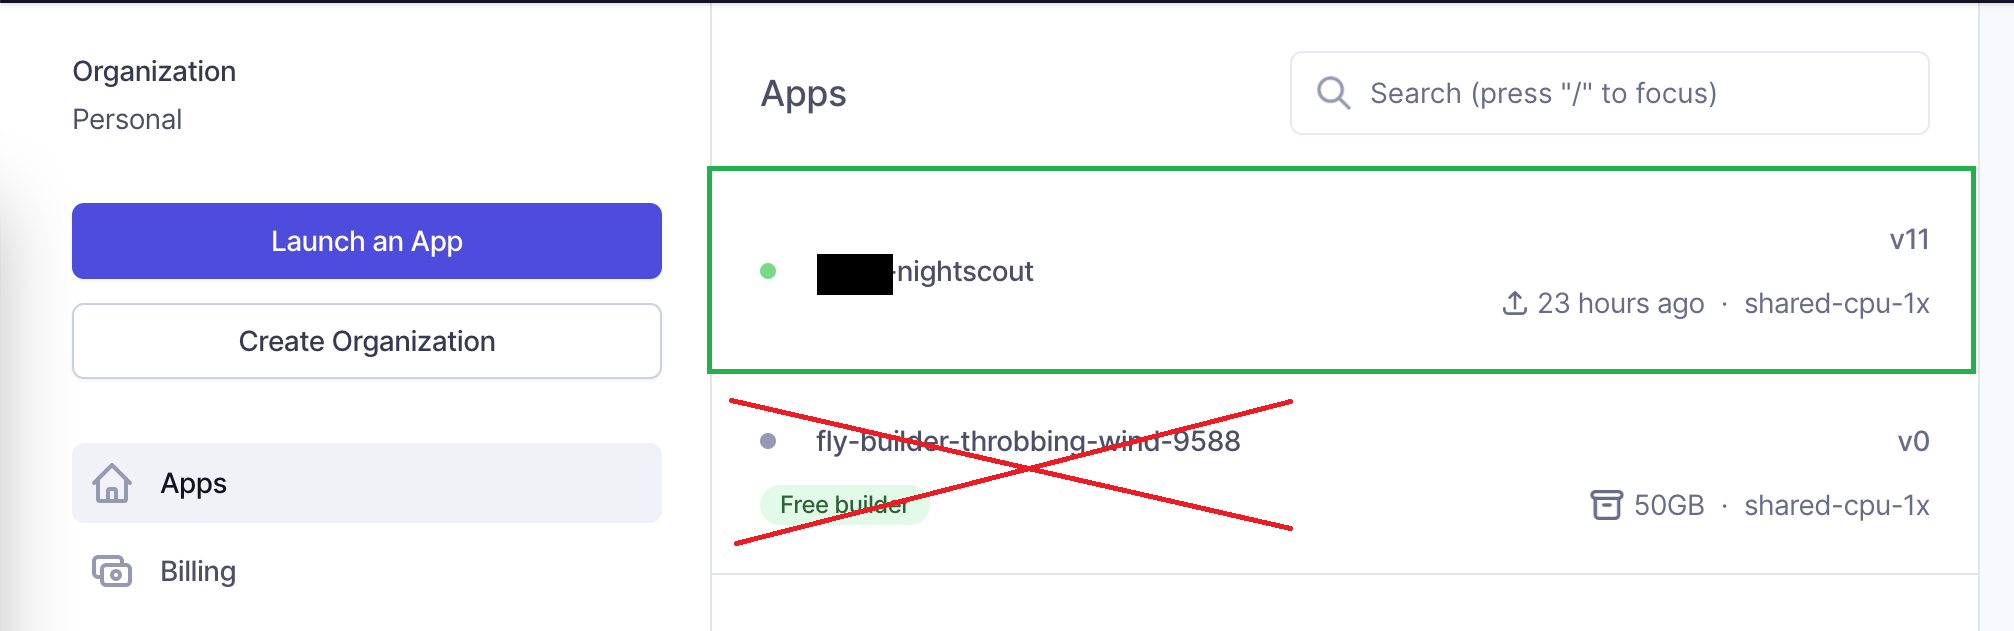 Organization
Personal
Launch an App
Create Organization
Apps
Billing
Apps
Search (press "/" to focus)
-nightscout
v11
23 hours ago · shared-cpu-1x
fly-builder-throbbing-wind-9588
v0
Free builder
50GB · shared-cpu-1x